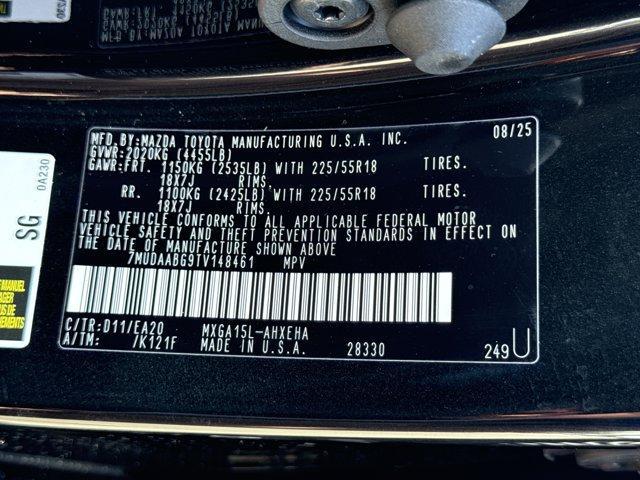 MFD.BY:MAZDA TOYOTA MANUFACTURING U.S.A. INC. 08/25
GVWR:2020KG (4455LB)
GAWR:FRT. 1150KG (2535LB) WITH 225/55R18 TIRES.
18X7J RIMS.
RR. 1100KG (2425LB) WITH 225/55R18 TIRES.
18X7J RIMS.
THIS VEHICLE CONFORMS TO ALL APPLICABLE FEDERAL MOTOR
VEHICLE SAFETY AND THEFT PREVENTION STANDARDS IN EFFECT ON
THE DATE OF MANUFACTURE SHOWN ABOVE
7MUDAABG9TV148461 MPV
C/TR:D11/EA20 MXGA15L-AHXEHA
A/TM: /K121F MADE IN U.S.A. 28330 249U
0A230
SG